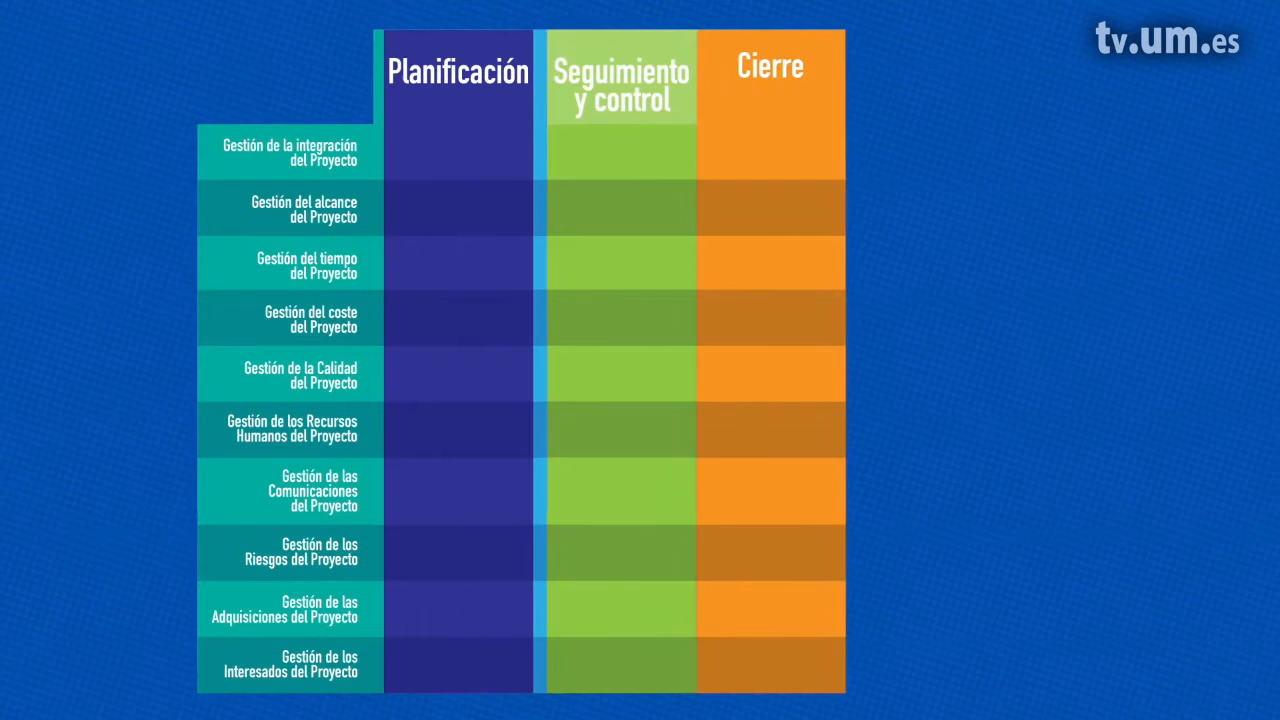 tv.um.es
Planificación
Seguimiento
y control
Cierre
Gestión de la integración
del Proyecto
Gestión del alcance
del Proyecto
Gestión del tiempo
del Proyecto
Gestión del coste
del Proyecto
Gestión de la Calidad
del Proyecto
Gestión de los Recursos
Humanos del Proyecto
Gestión de las
Comunicaciones
del Proyecto
Gestión de los
Riesgos del Proyecto
Gestión de las
Adquisiciones del Proyecto
Gestión de los
Interesados del Proyecto